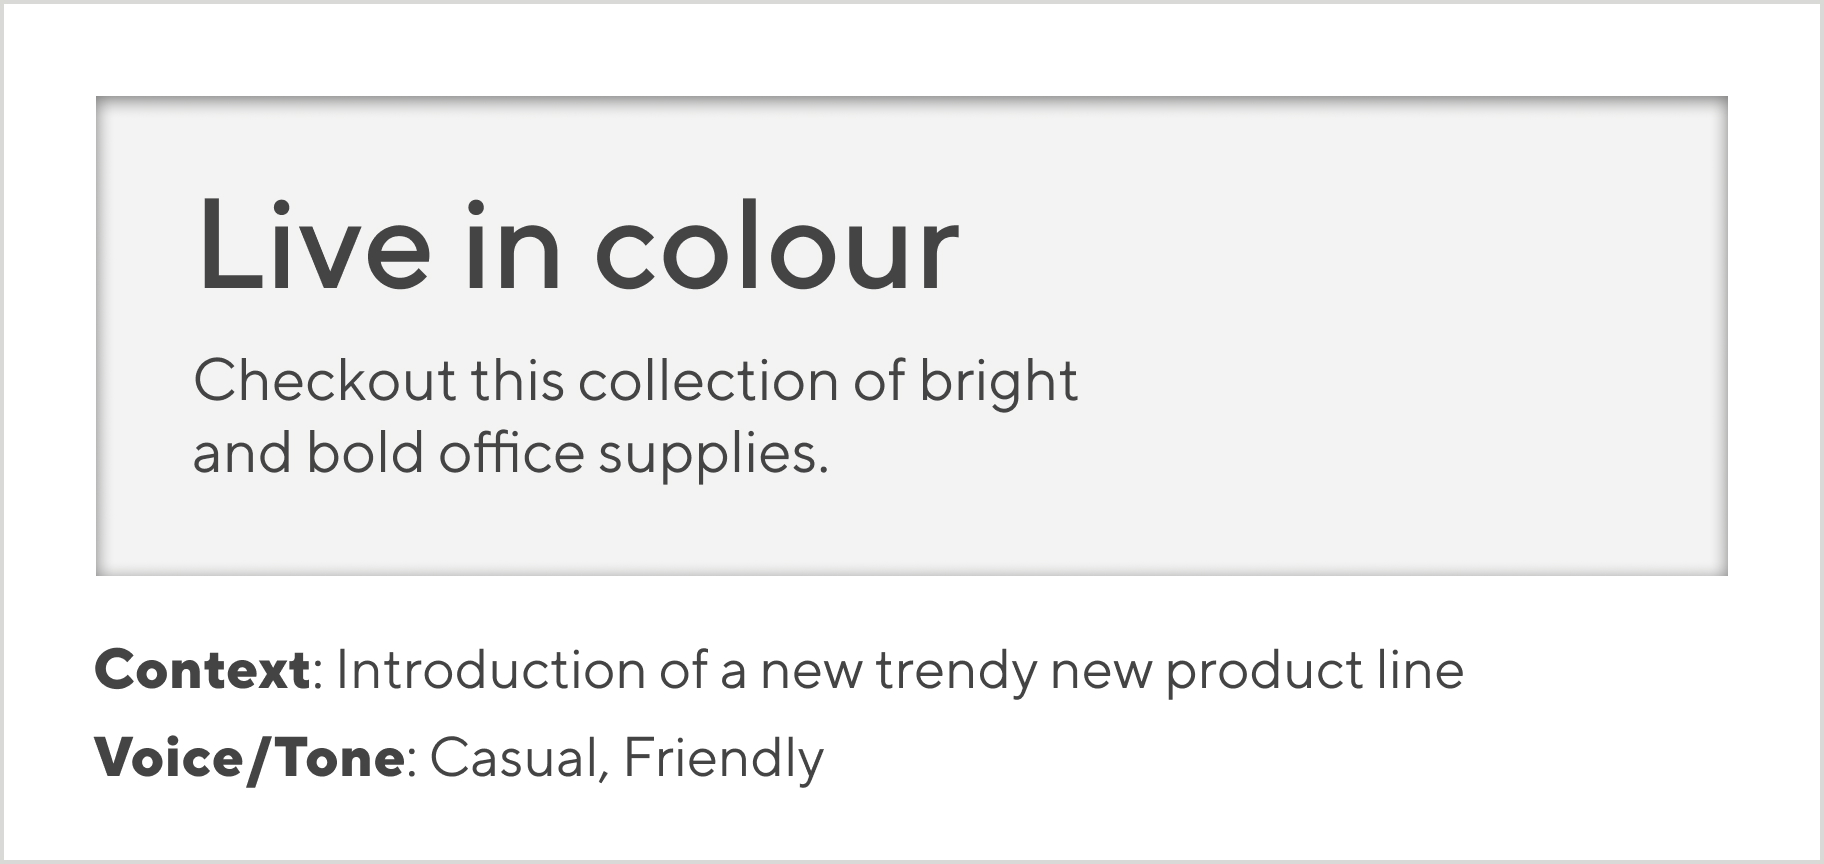 Live in colour
Checkout this collection of bright
and bold office supplies.
Context: Introduction of a new trendy new product line
Voice/Tone: Casual, Friendly